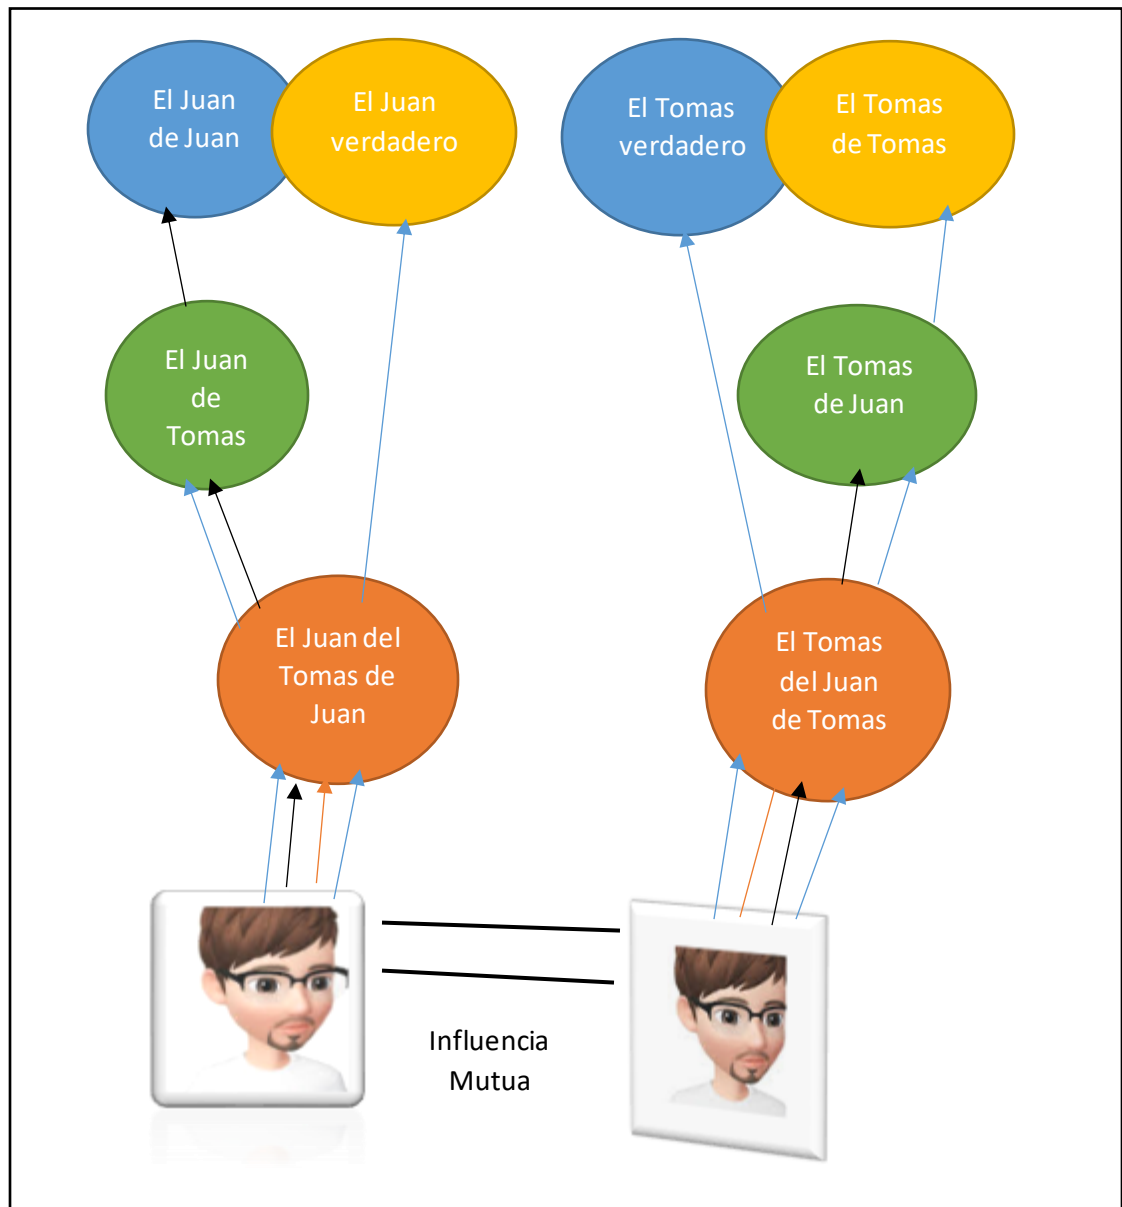 El Juan
de Juan
El Juan
verdadero
El Tomas
verdadero
El Tomas
de Tomas
El Juan
de
Tomas
El Tomas
de Juan
El Juan del
Tomas de
Juan
El Tomas
del Juan
de Tomas
Influencia
Mutua